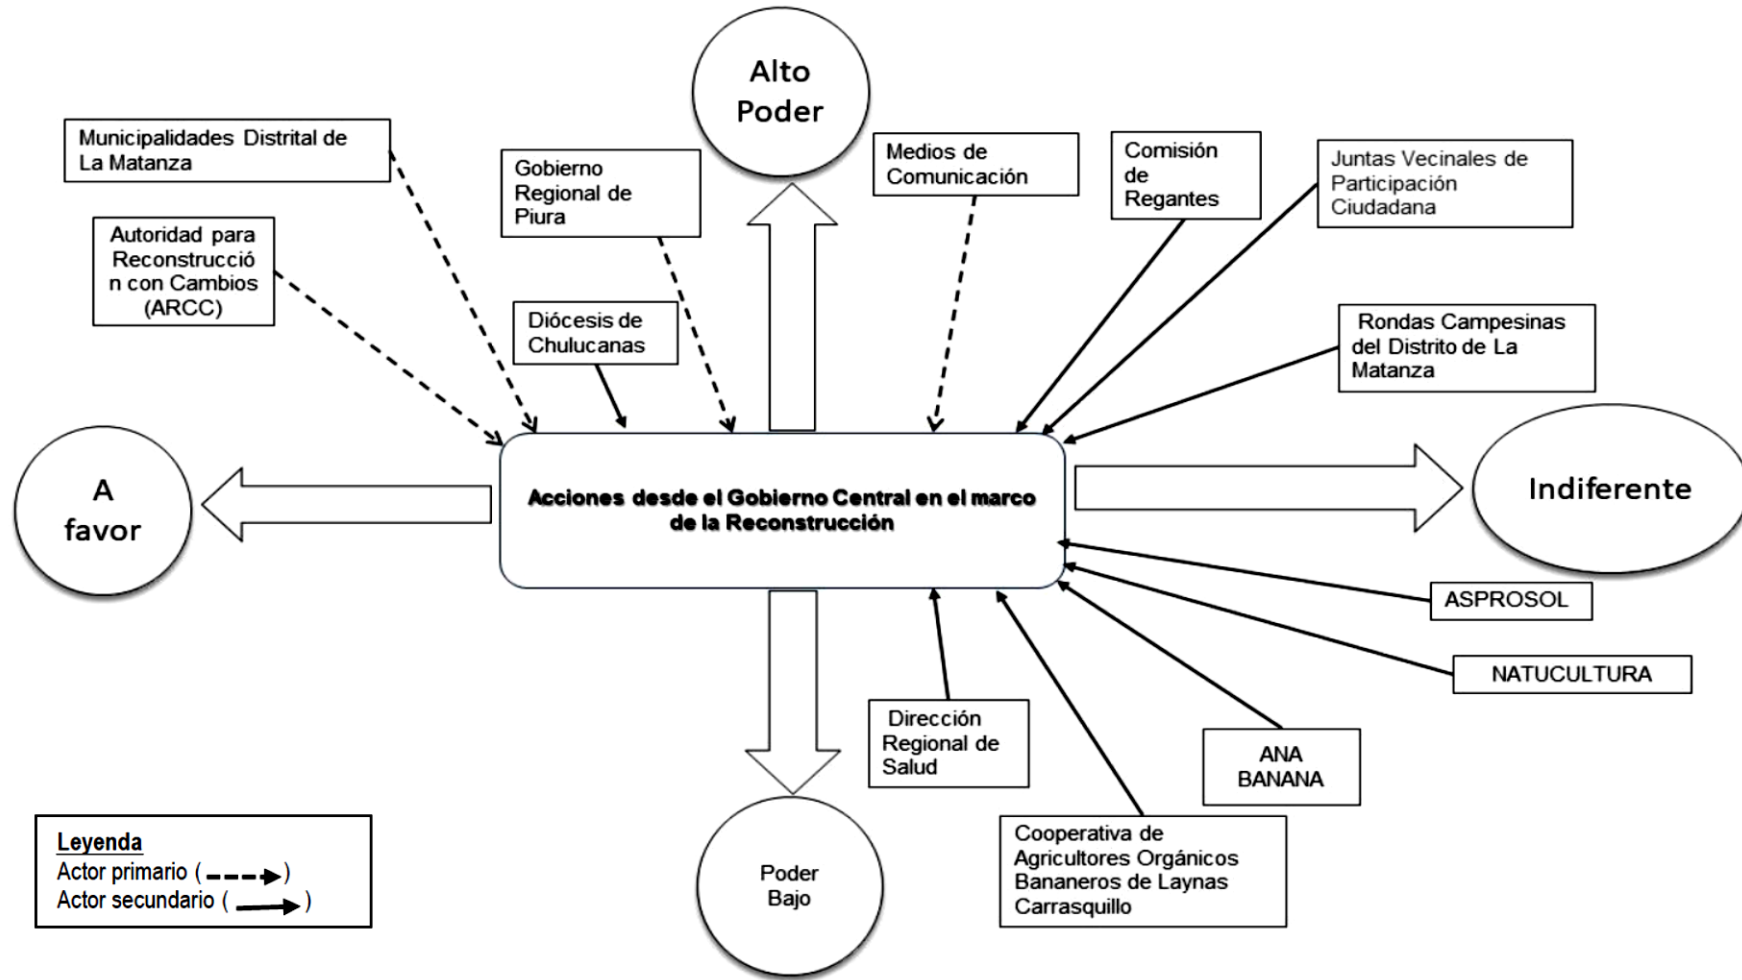 Alto
Poder
Municipalidades Distrital de
La Matanza
Gobierno
Regional de
Piura
Medios de
Comunicación
Comisión
de
Regantes
Juntas Vecinales de
Participación
Ciudadana
Autoridad para
Reconstrucció
n con Cambios
(ARCC)
Diócesis de
Chulucanas
Rondas Campesinas
del Distrito de La
Matanza
A
favor
Acciones desde el Gobierno Central en el marco
de la Reconstrucción
Indiferente
ASPROSOL
NATUCULTURA
Dirección
Regional de
Salud
ANA
BANANA
Cooperativa de
Agricultores Orgánicos
Bananeros de Laynas
Carrasquillo
Poder
Bajo
Leyenda
Actor primario ( )
Actor secundario ( )